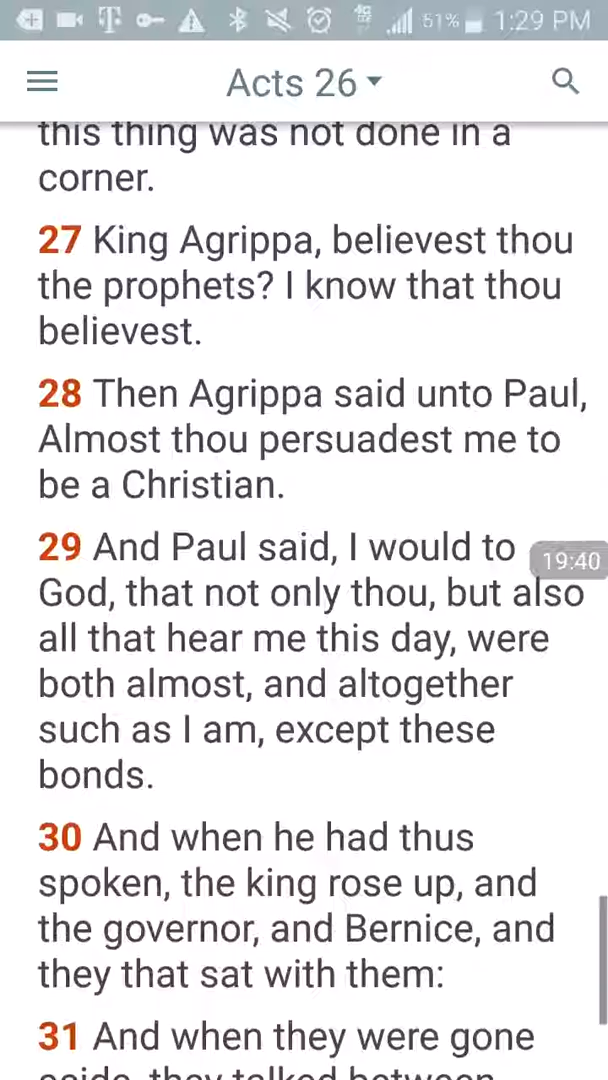 51% 1:29 PM
Acts 26
this thing was not done in a
corner.
27 King Agrippa, believest thou
the prophets? I know that thou
believest.
28 Then Agrippa said unto Paul,
Almost thou persuadest me to
be a Christian.
29 And Paul said, I would to
19:40
God, that not only thou, but also
all that hear me this day, were
both almost, and altogether
such as I am, except these
bonds.
30 And when he had thus
spoken, the king rose up, and
the governor, and Bernice, and
they that sat with them:
31 And when they were gone
aside, they talked between